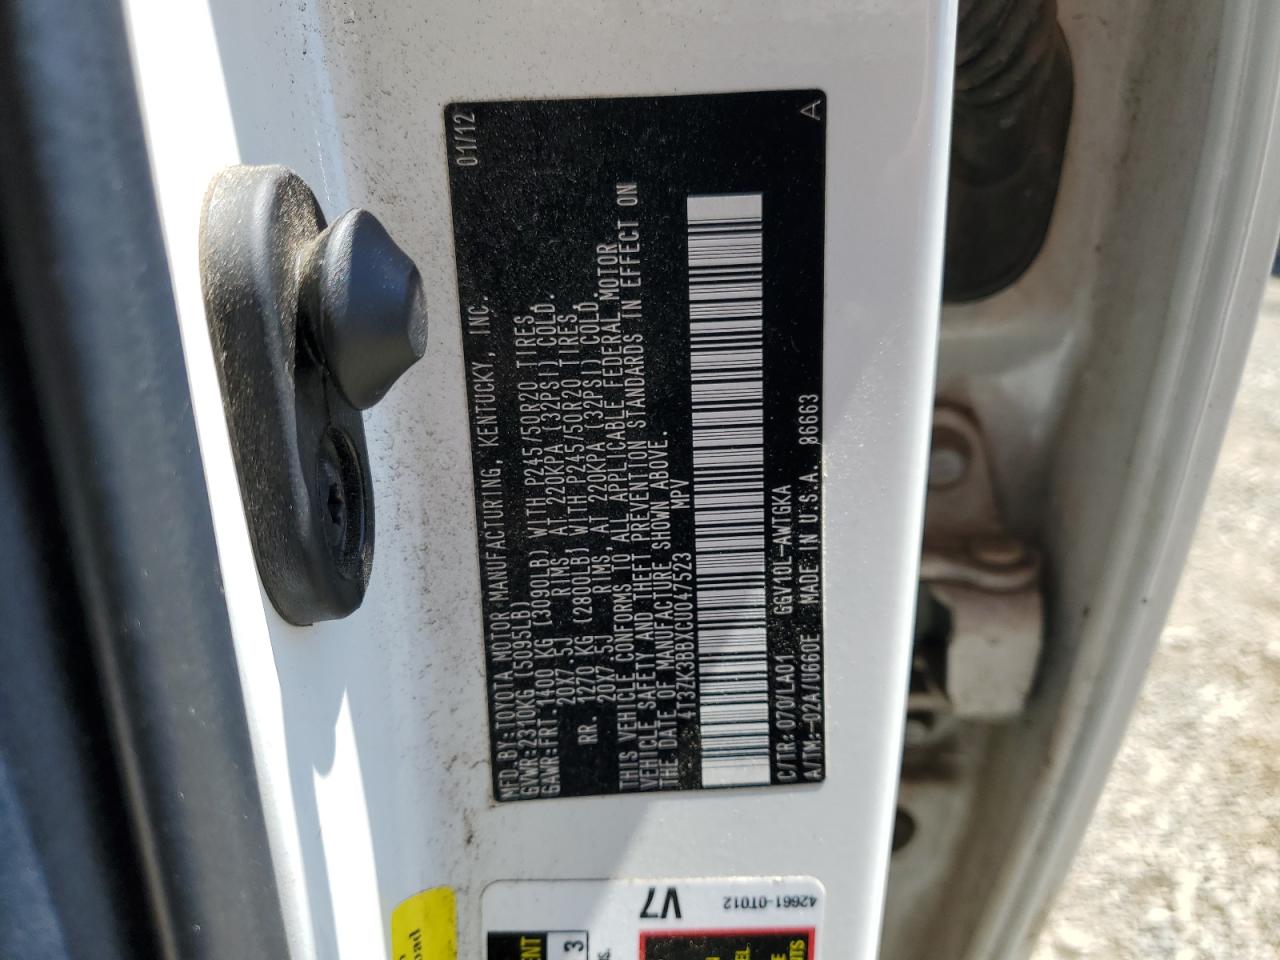 MFD.BY:TOYOTA MOTOR MANUFACTURING, KENTUCKY, INC. 01/12
GVWR:2310KG (5095LB)
GAWR:FRT.1400 KG (3090LB) WITH P245/50R20 TIRES,
20X7.5J RIMS, AT 220KPA (32PSI) COLD.
RR. 1270 KG (2800LB) WITH P245/50R20 TIRES,
20X7.5J RIMS, AT 220KPA (32PSI) COLD.
THIS VEHICLE CONFORMS TO ALL APPLICABLE FEDERAL MOTOR
VEHICLE SAFETY AND THEFT PREVENTION STANDARDS IN EFFECT ON
THE DATE OF MANUFACTURE SHOWN ABOVE.
4T3ZK3BBXCU047523 MPV
C/TR:070/LA01 GGV10L-AWTGKA
A/TM:-02A/U660E MADE IN U.S.A. 86663 A
V7
42661-0T012
3